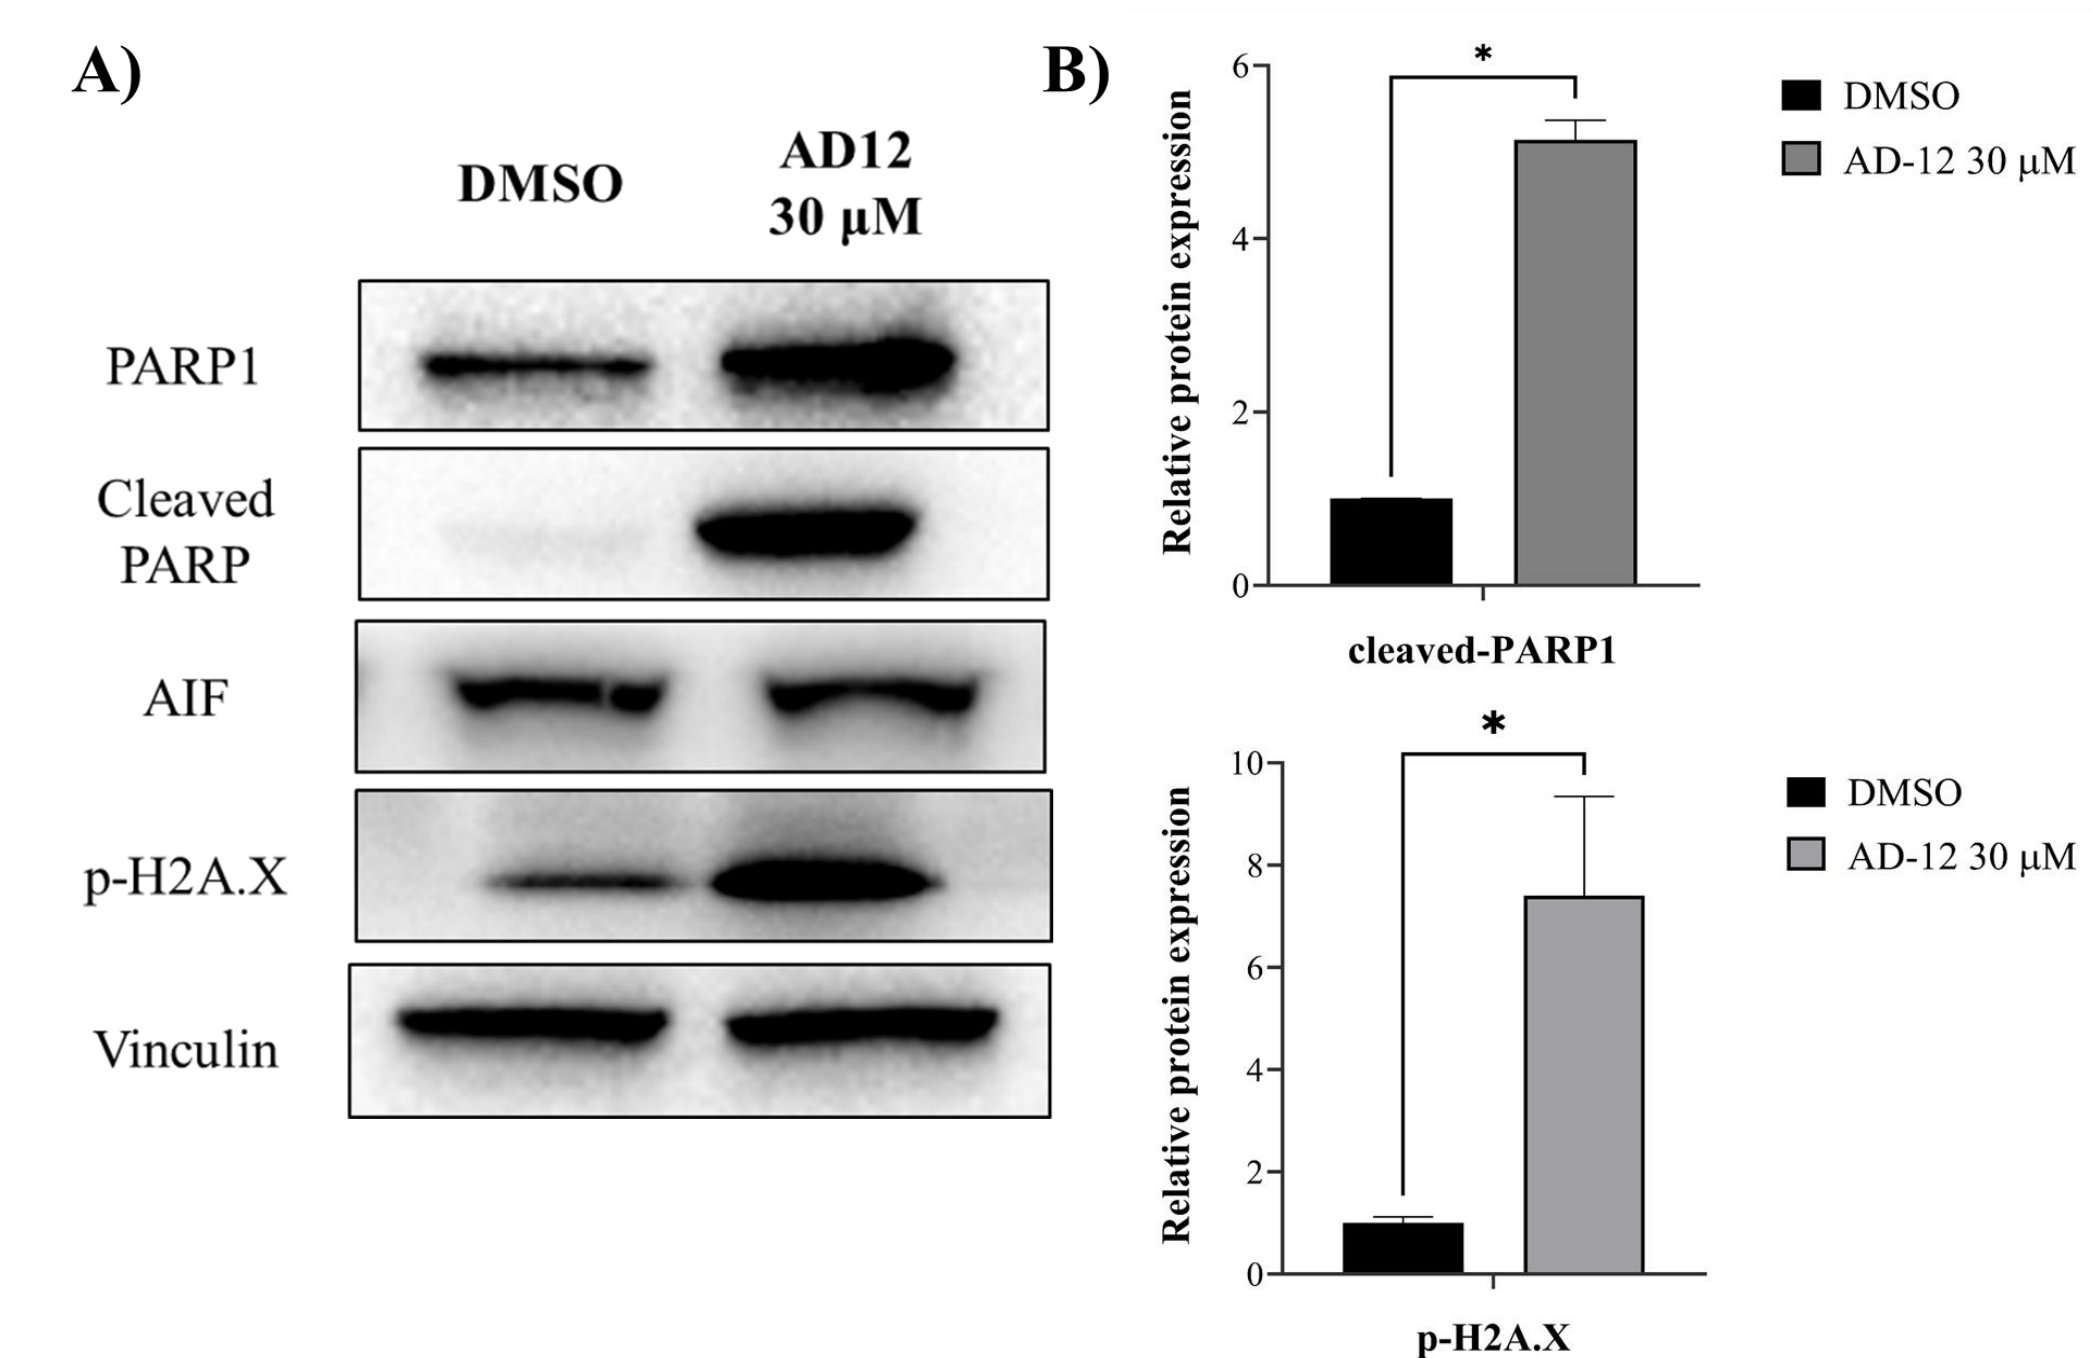 A)
DMSO
AD12
30 μM
PARP1
Cleaved
PARP
AIF
p-H2A.X
Vinculin
B)
Relative protein expression
6
4
2
0
*
DMSO
AD-12 30 μM
cleaved-PARP1
Relative protein expression
10
8
6
4
2
0
*
DMSO
AD-12 30 μM
p-H2A.X